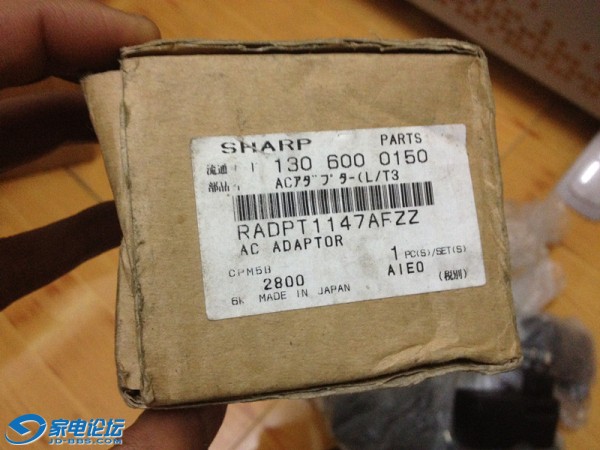 SHARP PARTS
流通 I 130 600 0150
部品 ACアダプター(L/T3
RADPT1147AFZZ
AC ADAPTOR
CPM5B 1 PC(S)/SET(S)
2800 AIE0 (税別)
6K MADE IN JAPAN
家电论坛
JD-BBS.COM